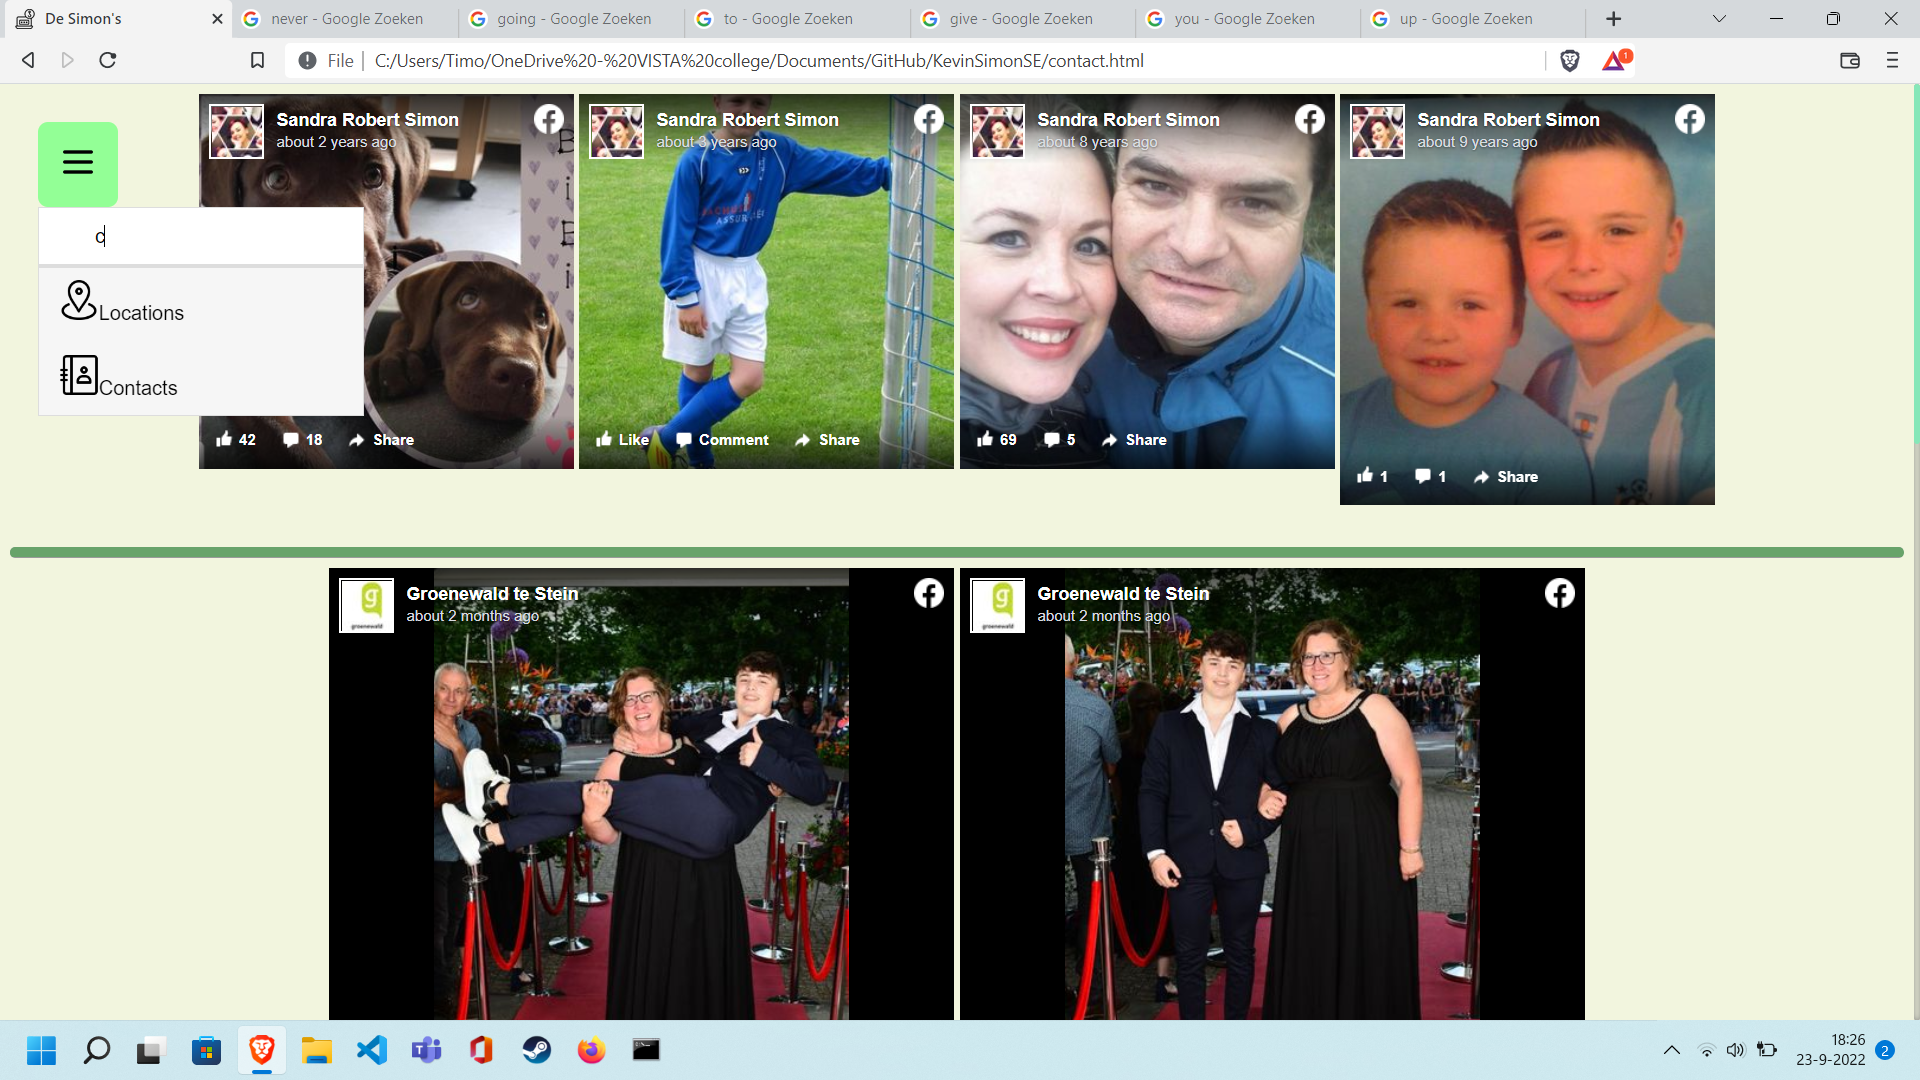 De Simon's
never - Google Zoeken
going - Google Zoeken
to - Google Zoeken
give - Google Zoeken
you - Google Zoeken
up - Google Zoeken
File
C:/Users/Timo/OneDrive%20-%20VISTA%20college/Documents/GitHub/KevinSimonSE/contact.html
1
Sandra Robert Simon
about 2 years ago
Sandra Robert Simon
about 3 years ago
Sandra Robert Simon
about 8 years ago
Sandra Robert Simon
about 9 years ago
c
Locations
Contacts
42
18
Share
Like
Comment
Share
69
5
Share
1
1
Share
Groenewald te Stein
about 2 months ago
g
groenewald
Groenewald te Stein
about 2 months ago
g
groenewald
18:26
23-9-2022
2